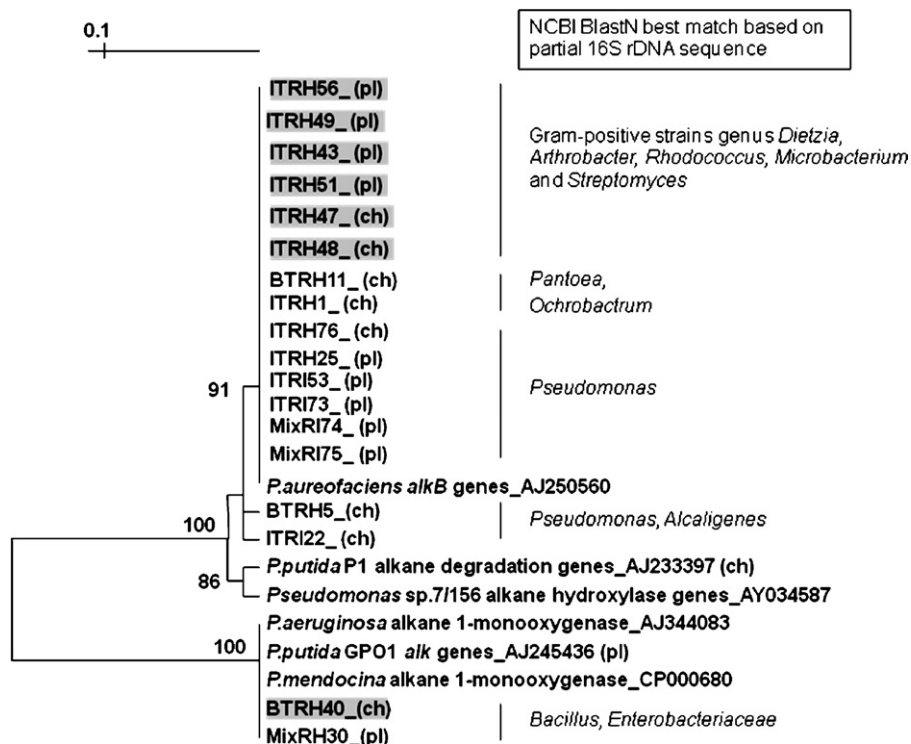 0.1
NCBI BlastN best match based on
partial 16S rDNA sequence
ITRH56_ (pl)
ITRH49_ (pl)
ITRH43_ (pl)
ITRH51_ (pl)
ITRH47_ (ch)
ITRH48_ (ch)
Gram-positive strains genus Dietzia,
Arthrobacter, Rhodococcus, Microbacterium
and Streptomyces
BTRH11_ (ch)
ITRH1_ (ch)
Pantoea,
Ochrobactrum
ITRH76_ (ch)
ITRH25_ (pl)
ITRI53_ (pl)
ITRI73_ (pl)
MixRI74_ (pl)
MixRI75_ (pl)
Pseudomonas
91
P.aureofaciens alkB genes_AJ250560
BTRH5_(ch)
ITRI22_ (ch)
Pseudomonas, Alcaligenes
100
P.putida P1 alkane degradation genes_AJ233397 (ch)
86
Pseudomonas sp.7/156 alkane hydroxylase genes_AY034587
P.aeruginosa alkane 1-monooxygenase_AJ344083
100
P.putida GPO1 alk genes_AJ245436 (pl)
P.mendocina alkane 1-monooxygenase_CP000680
BTRH40_(ch)
MixRH30_ (pl)
Bacillus, Enterobacteriaceae